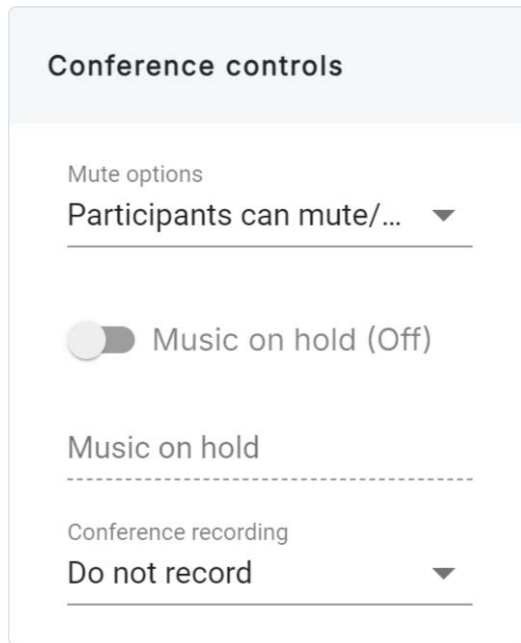 Conference controls
Mute options
Participants can mute/...
Music on hold (Off)
Music on hold
Conference recording
Do not record